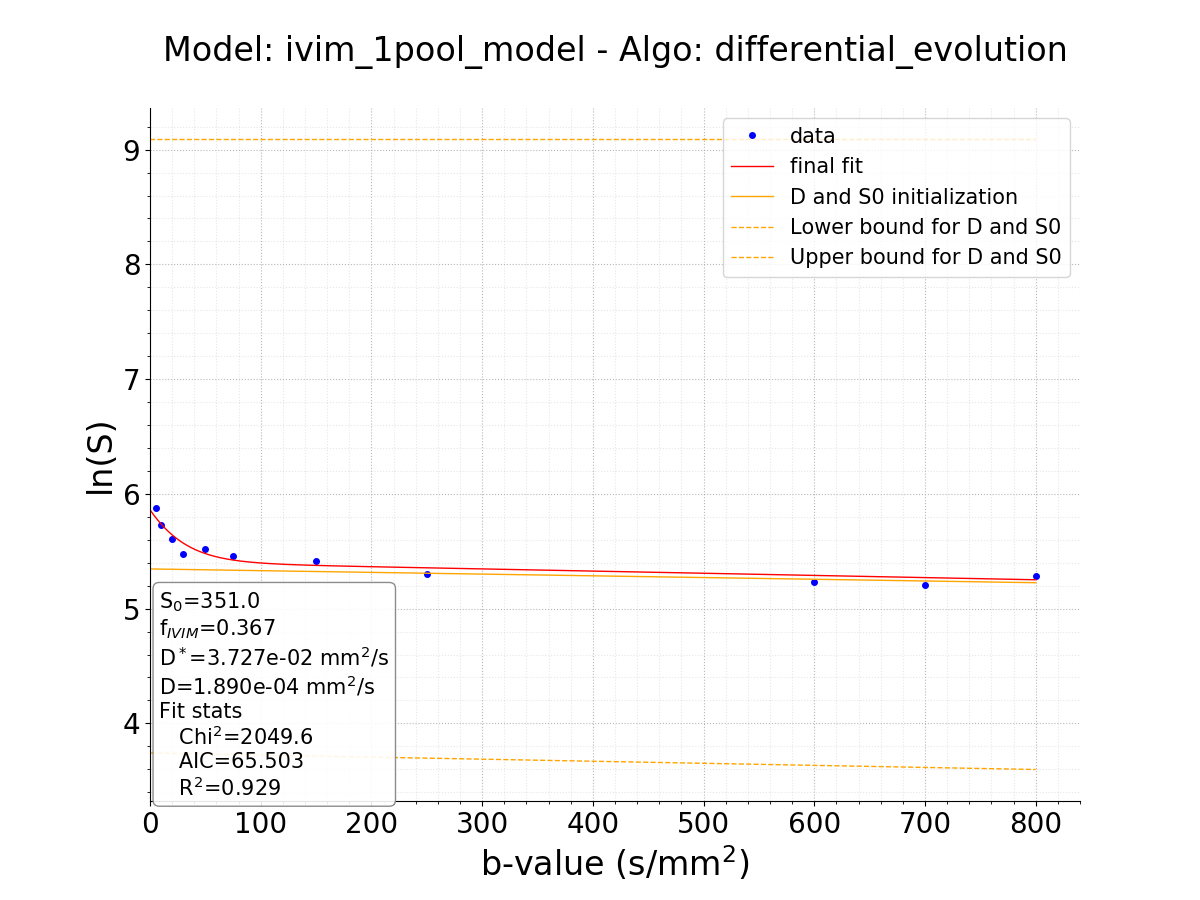 Model: ivim_1pool_model - Algo: differential_evolution
data
final fit
D and S0 initialization
Lower bound for D and S0
Upper bound for D and S0
ln(S)
9
8
7
6
5
4
S₀=351.0
f_{IVIM}=0.367
D^*=3.727e-02 mm²/s
D=1.890e-04 mm²/s
Fit stats
Chi²=2049.6
AIC=65.503
R²=0.929
0 100 200 300 400 500 600 700 800
b-value (s/mm²)